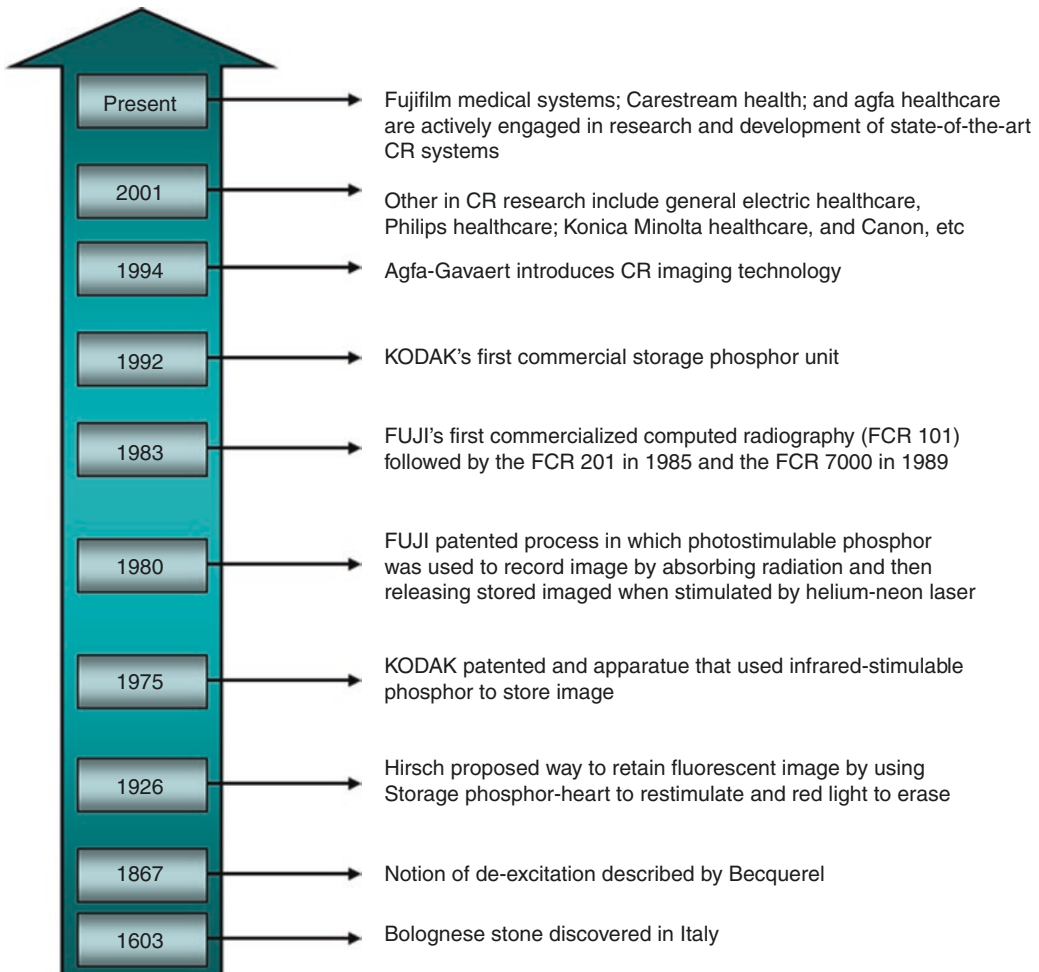 Present
Fujifilm medical systems; Carestream health; and agfa healthcare
are actively engaged in research and development of state-of-the-art
CR systems
2001
Other in CR research include general electric healthcare,
Philips healthcare; Konica Minolta healthcare, and Canon, etc
1994
Agfa-Gavaert introduces CR imaging technology
1992
KODAK's first commercial storage phosphor unit
1983
FUJI's first commercialized computed radiography (FCR 101)
followed by the FCR 201 in 1985 and the FCR 7000 in 1989
1980
FUJI patented process in which photostimulable phosphor
was used to record image by absorbing radiation and then
releasing stored imaged when stimulated by helium-neon laser
1975
KODAK patented and apparatue that used infrared-stimulable
phosphor to store image
1926
Hirsch proposed way to retain fluorescent image by using
Storage phosphor-heart to restimulate and red light to erase
1867
Notion of de-excitation described by Becquerel
1603
Bolognese stone discovered in Italy